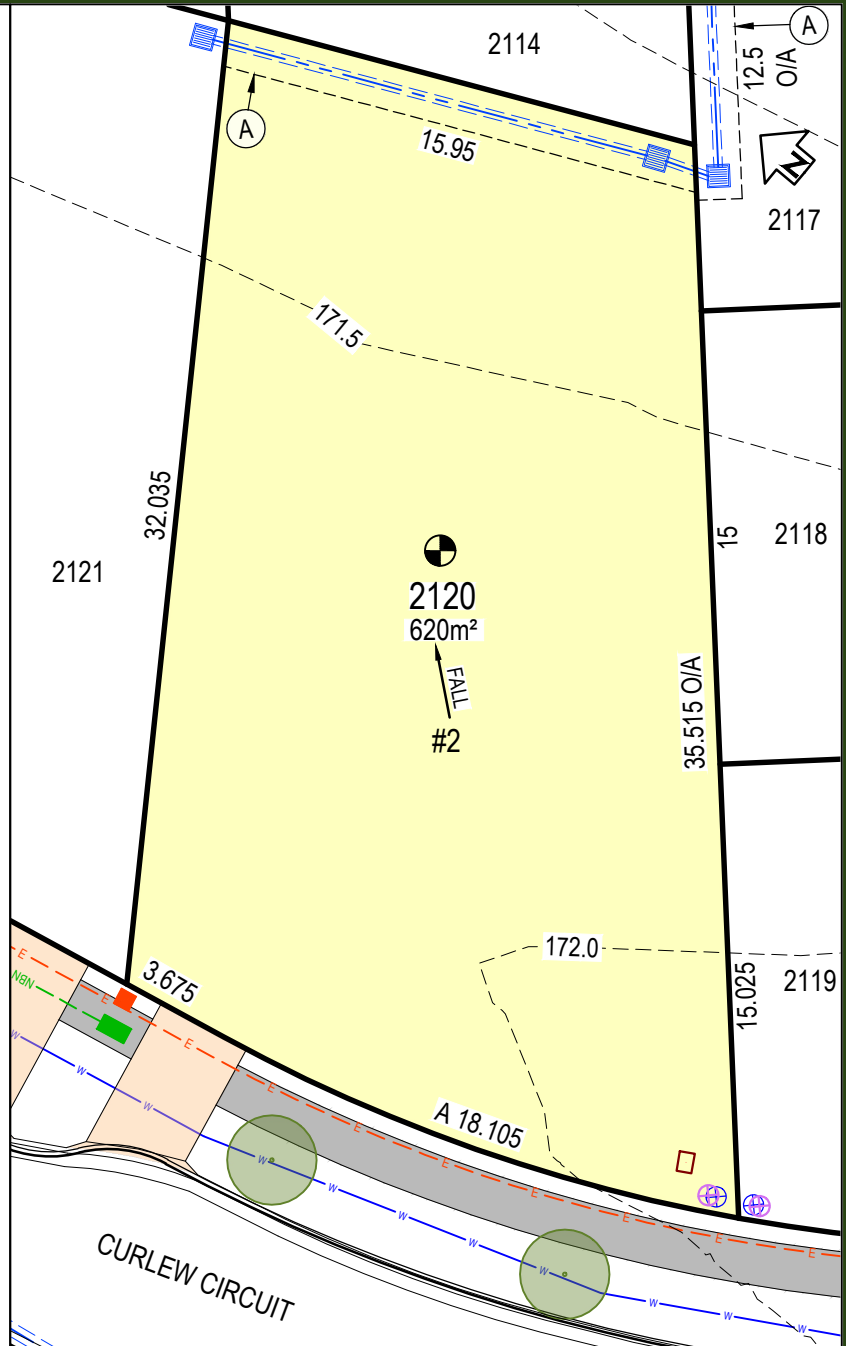 A
2114
12.5
O/A
A
15.95
N
2117
171.5
32.035
15
2118
2121
2120
620m²
FALL
#2
35.515 O/A
172.0
15.025
2119
3.675
E
NBN
E
E
W
W
W
E
A 18.105
E
E
E
E
E
W
W
W
W
W
W
W
W
CURLEW CIRCUIT